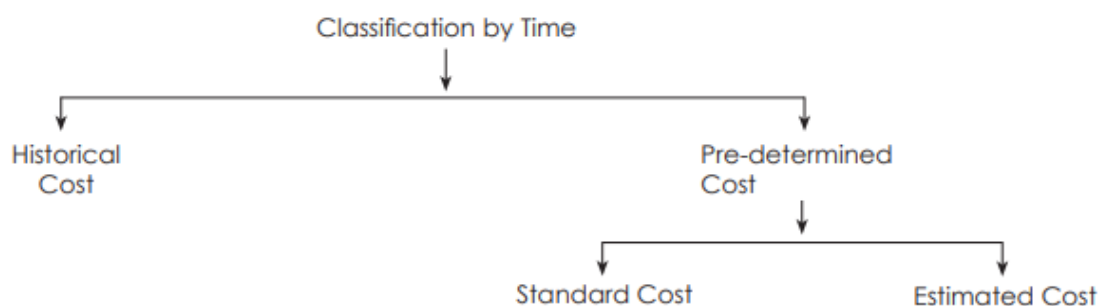 Classification by Time
Historical
Cost
Pre-determined
Cost
Standard Cost
Estimated Cost